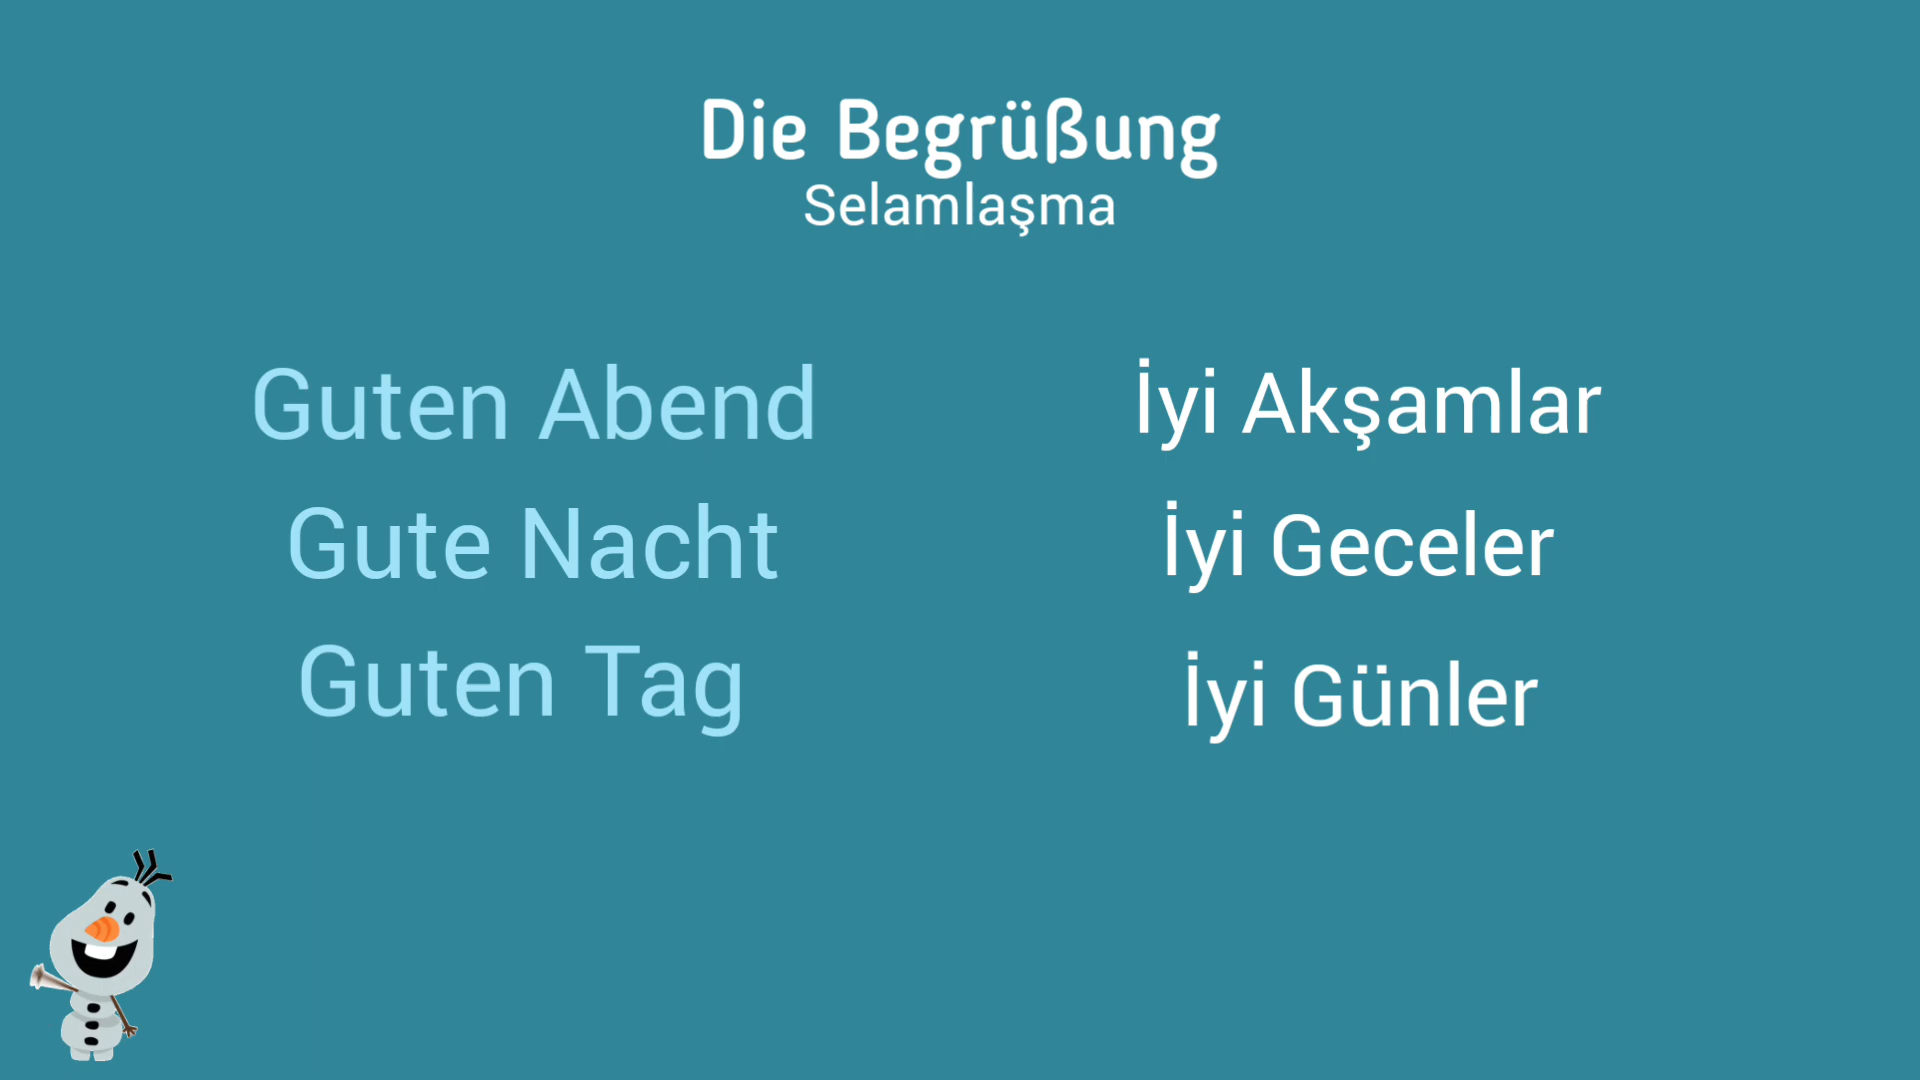 Die Begrüßung
Selamlaşma
Guten Abend İyi Akşamlar
Gute Nacht İyi Geceler
Guten Tag İyi Günler